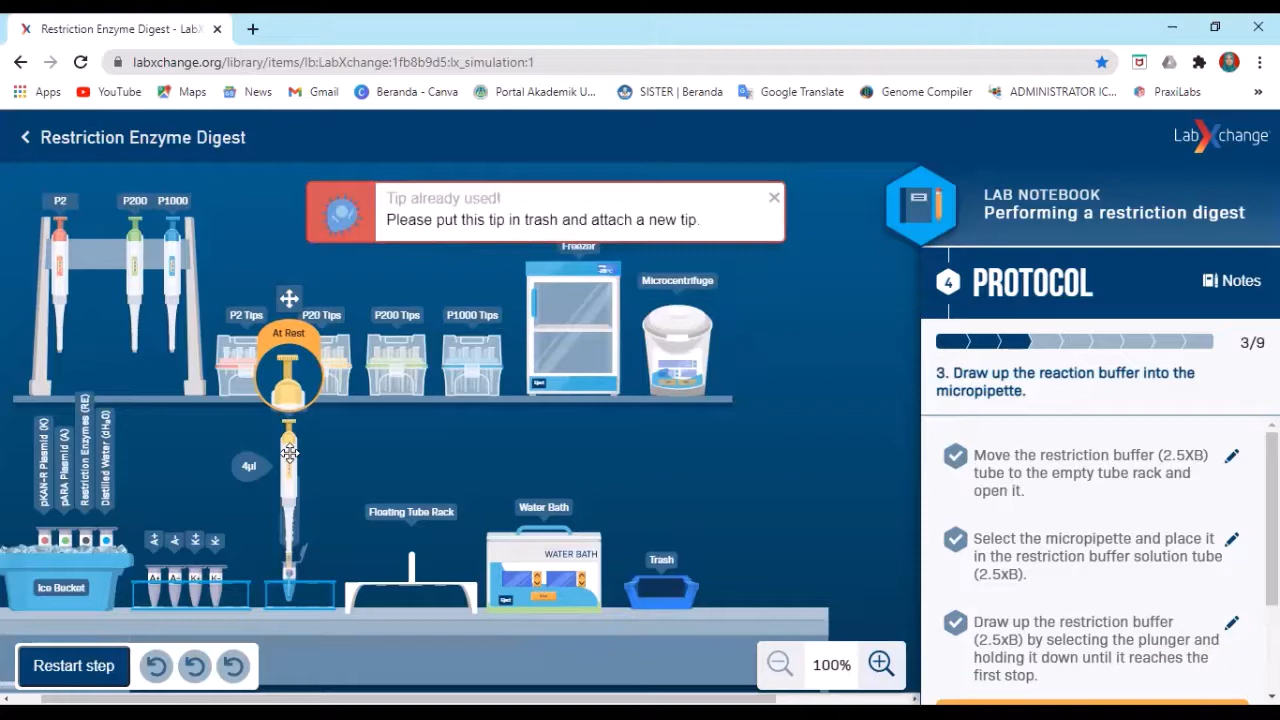 Restriction Enzyme Digest - LabX
labxchange.org/library/items/lb:LabXchange:1fb8b9d5:lx_simulation:1
Apps YouTube Maps News Gmail Beranda - Canva Portal Akademik U... SISTER | Beranda Google Translate Genome Compiler ADMINISTRATOR IC... PraxiLabs
Restriction Enzyme Digest
LabXchange
P2 P200 P1000
Tip already used!
Please put this tip in trash and attach a new tip.
Freezer
Microcentrifuge
P2 Tips P20 Tips P200 Tips P1000 Tips
At Rest
Eject
4µl
pKAN-R Plasmid (K)
pARA Plasmid (A)
Restriction Enzymes (RE)
Distilled Water (dH₂O)
A+ A- K+ K-
A+ A- K+ K-
Ice Bucket
Floating Tube Rack
Water Bath
WATER BATH
Eject
Trash
Restart step
100%
LAB NOTEBOOK
Performing a restriction digest
4 PROTOCOL
Notes
3/9
3. Draw up the reaction buffer into the
micropipette.
Move the restriction buffer (2.5XB)
tube to the empty tube rack and
open it.
Select the micropipette and place it
in the restriction buffer solution tube
(2.5xB).
Draw up the restriction buffer
(2.5xB) by selecting the plunger and
holding it down until it reaches the
first stop.